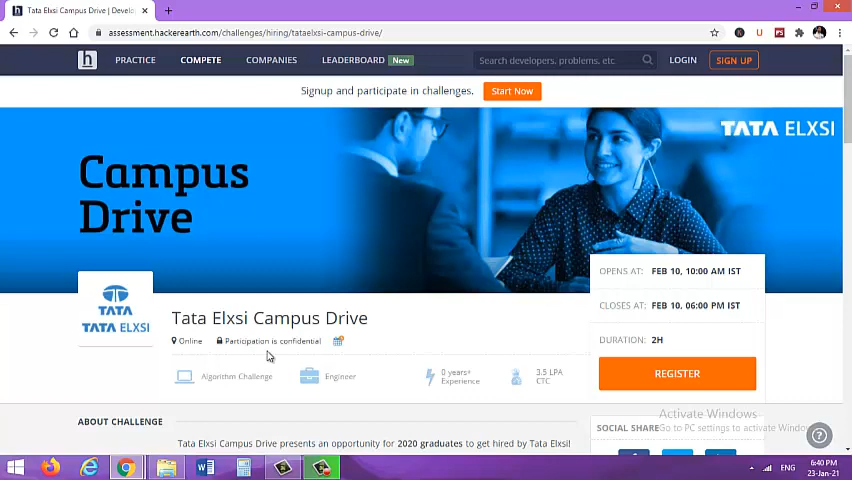 Tata Elxsi Campus Drive | Develo
assessment.hackerearth.com/challenges/hiring/tataelxsi-campus-drive/
h PRACTICE COMPETE COMPANIES LEADERBOARD New Search developers, problems, etc LOGIN SIGN UP
Signup and participate in challenges. Start Now
TATA ELXSI
Campus
Drive
OPENS AT: FEB 10, 10:00 AM IST
CLOSES AT: FEB 10, 06:00 PM IST
DURATION: 2H
REGISTER
TATA
TATA ELXSI
Tata Elxsi Campus Drive
Online Participation is confidential
Algorithm Challenge Engineer 0 years+ Experience 3.5 LPA CTC
Activate Windows
Go to PC settings to activate Windows.
ABOUT CHALLENGE
SOCIAL SHARE
Tata Elxsi Campus Drive presents an opportunity for 2020 graduates to get hired by Tata Elxsi!
ENG
6:40 PM
23-Jan-21